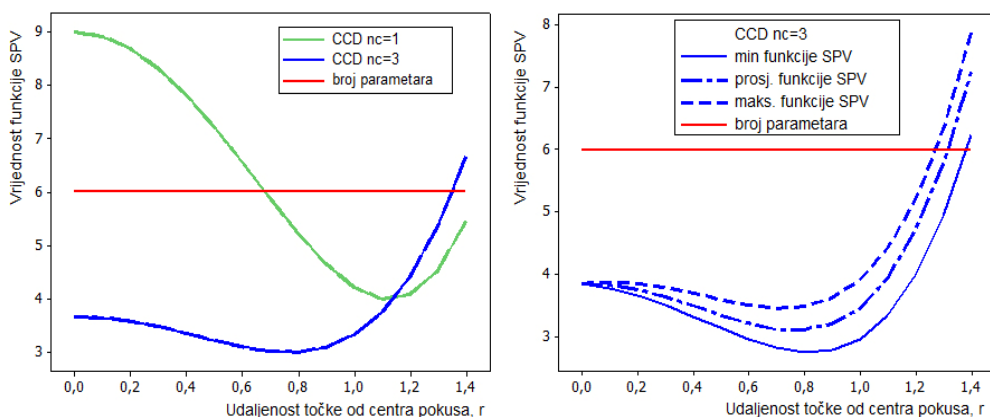 Vrijednost funkcije SPV
9
8
7
6
5
4
3
CCD nc=1
CCD nc=3
broj parametara
0,0 0,2 0,4 0,6 0,8 1,0 1,2 1,4
Udaljenost točke od centra pokusa, r
Vrijednost funkcije SPV
8
7
6
5
4
3
CCD nc=3
min funkcije SPV
prosj. funkcije SPV
maks. funkcije SPV
broj parametara
0,0 0,2 0,4 0,6 0,8 1,0 1,2 1,4
Udaljenost točke od centra pokusa, r